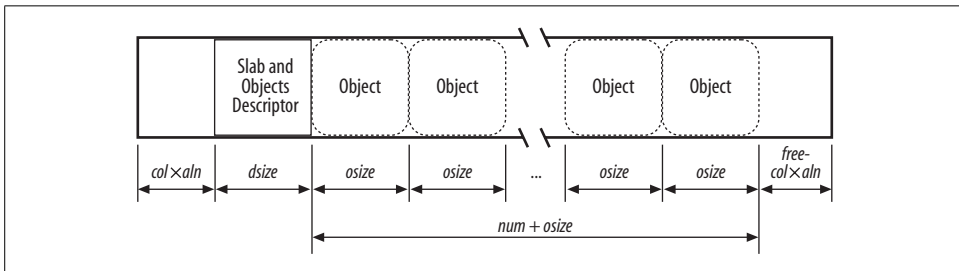 Slab and
Objects
Descriptor
Object
Object
Object
Object
col × aln
dsize
osize
osize
...
osize
osize
free-
col × aln
num + osize